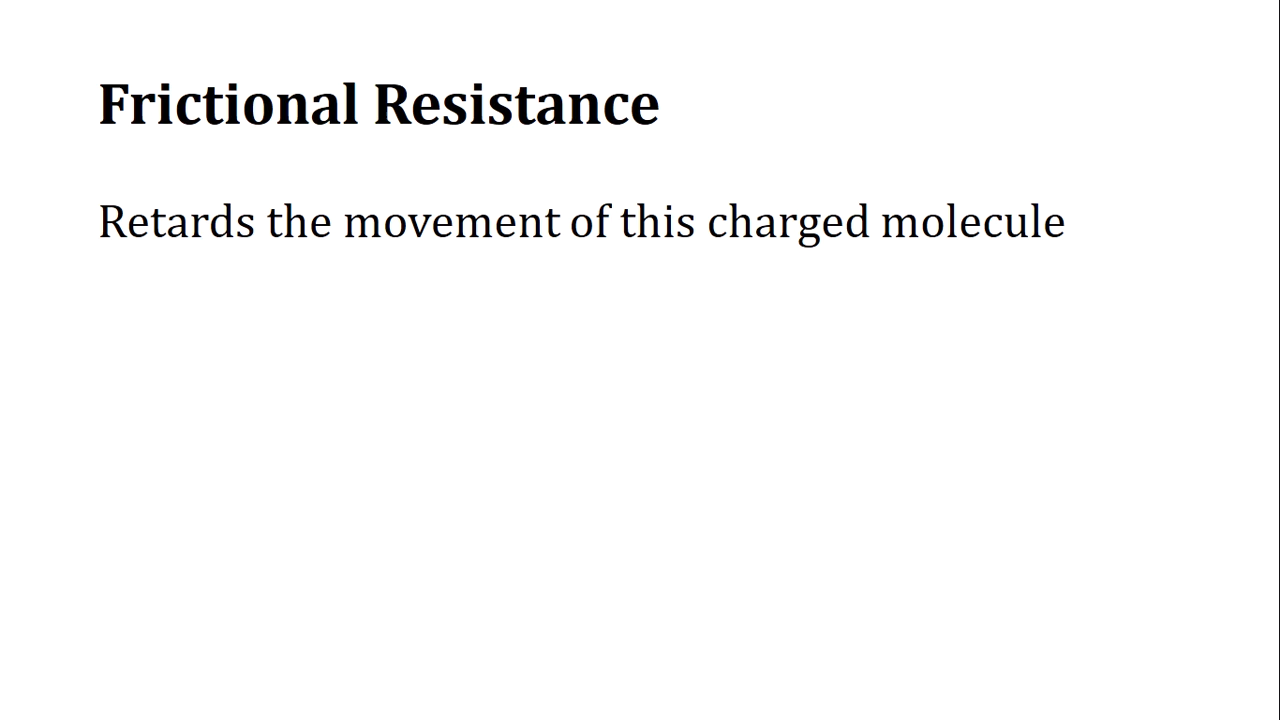 Frictional Resistance
Retards the movement of this charged molecule